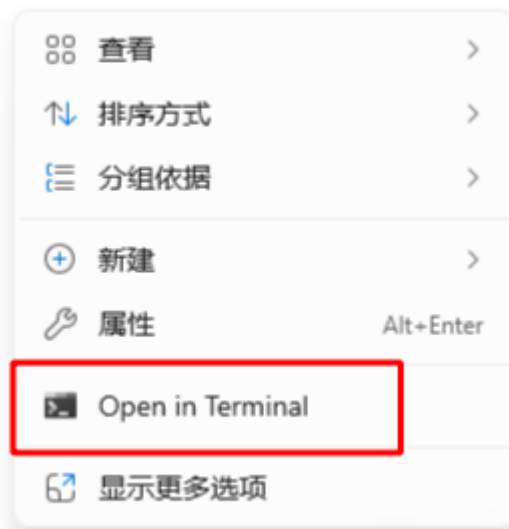 查看
排序方式
分组依据
新建
属性 Alt+Enter
Open in Terminal
显示更多选项